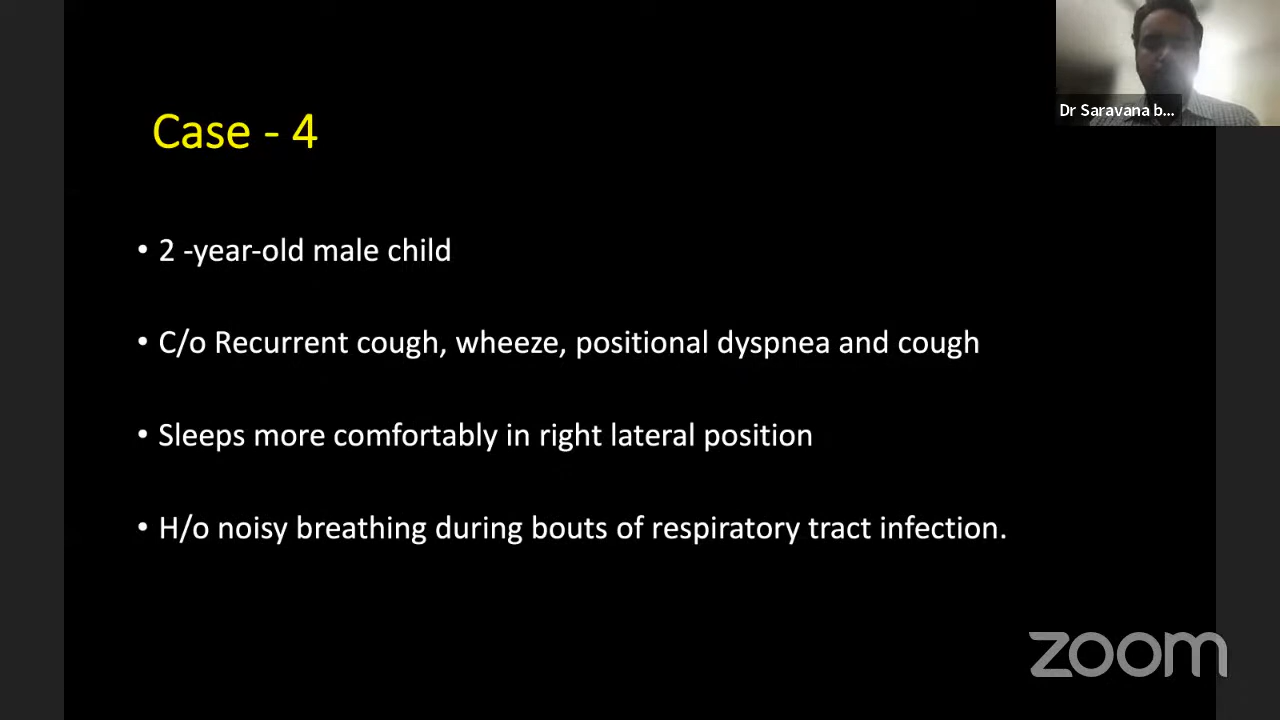 Dr Saravana b...
Case - 4
• 2 -year-old male child
• C/o Recurrent cough, wheeze, positional dyspnea and cough
• Sleeps more comfortably in right lateral position
• H/o noisy breathing during bouts of respiratory tract infection.
zoom